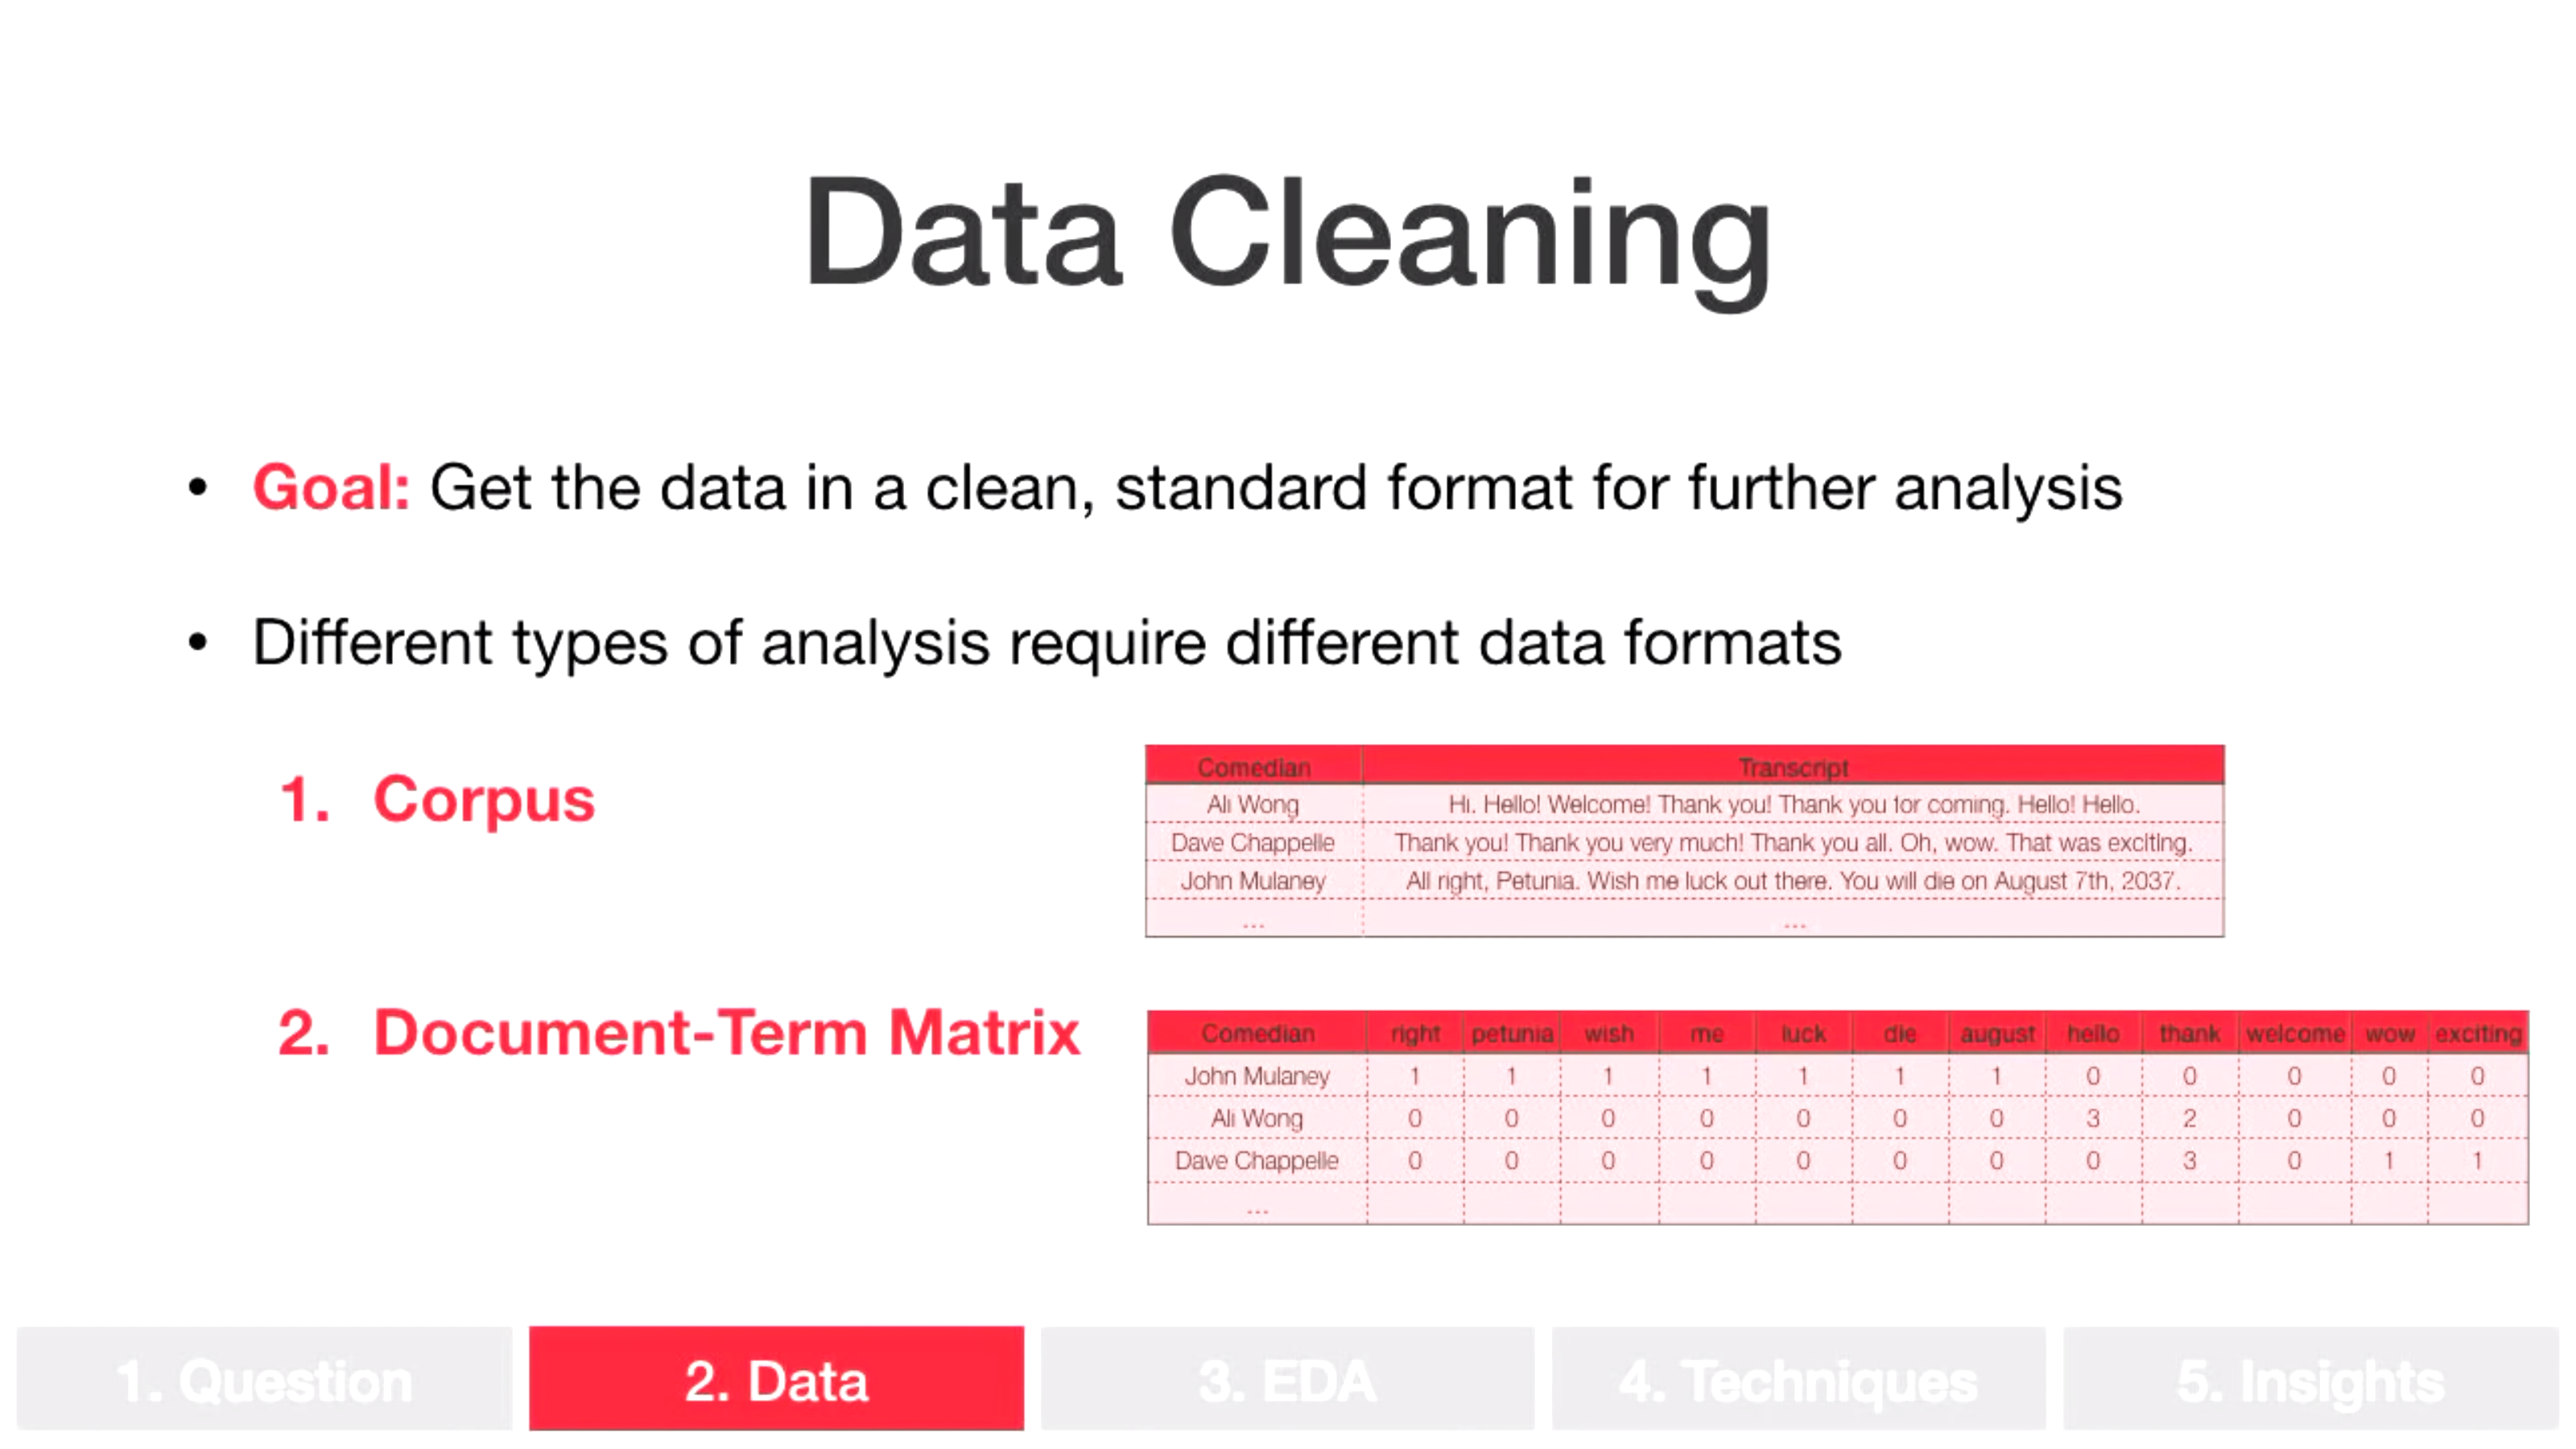 Data Cleaning
• Goal: Get the data in a clean, standard format for further analysis
• Different types of analysis require different data formats
1. Corpus
Comedian Transcript
Ali Wong Hi. Hello! Welcome! Thank you! Thank you for coming. Hello! Hello.
Dave Chappelle Thank you! Thank you very much! Thank you all. Oh, wow. That was exciting.
John Mulaney All right, Petunia. Wish me luck out there. You will die on August 7th, 2037.
... ...
2. Document-Term Matrix
Comedian right petunia wish me luck die august hello thank welcome wow exciting
John Mulaney 1 1 1 1 1 1 1 0 0 0 0 0
Ali Wong 0 0 0 0 0 0 0 3 2 0 0 0
Dave Chappelle 0 0 0 0 0 0 0 0 3 0 1 1
...
1. Question 2. Data 3. EDA 4. Techniques 5. Insights